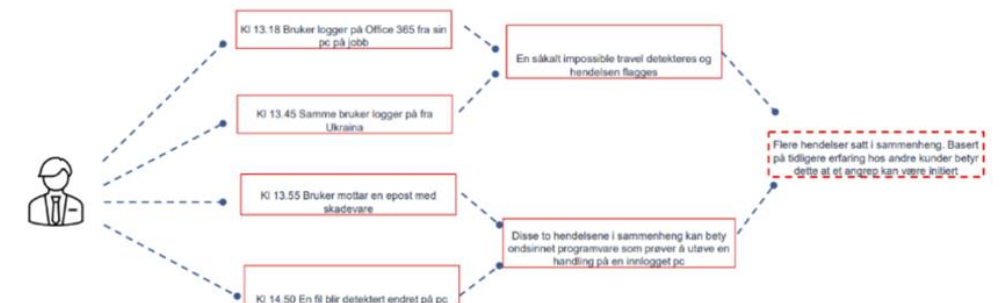 Kl 13.18 Bruker logger på Office 365 fra sin
pc på jobb
En såkalt impossible travel detekteres og
hendelsen flagges
Kl 13.45 Samme bruker logger på fra
Ukraina
Flere hendelser satt i sammenheng. Basert
på tidligere erfaring hos andre kunder betyr
dette at et angrep kan være initiert
Kl 13.55 Bruker mottar en epost med
skadevare
Disse to hendelsene i sammenheng kan bety
ondsinnet programvare som prøver å utøve en
handling på en innlogget pc
Kl 14.50 En fil blir detektert endret på pc